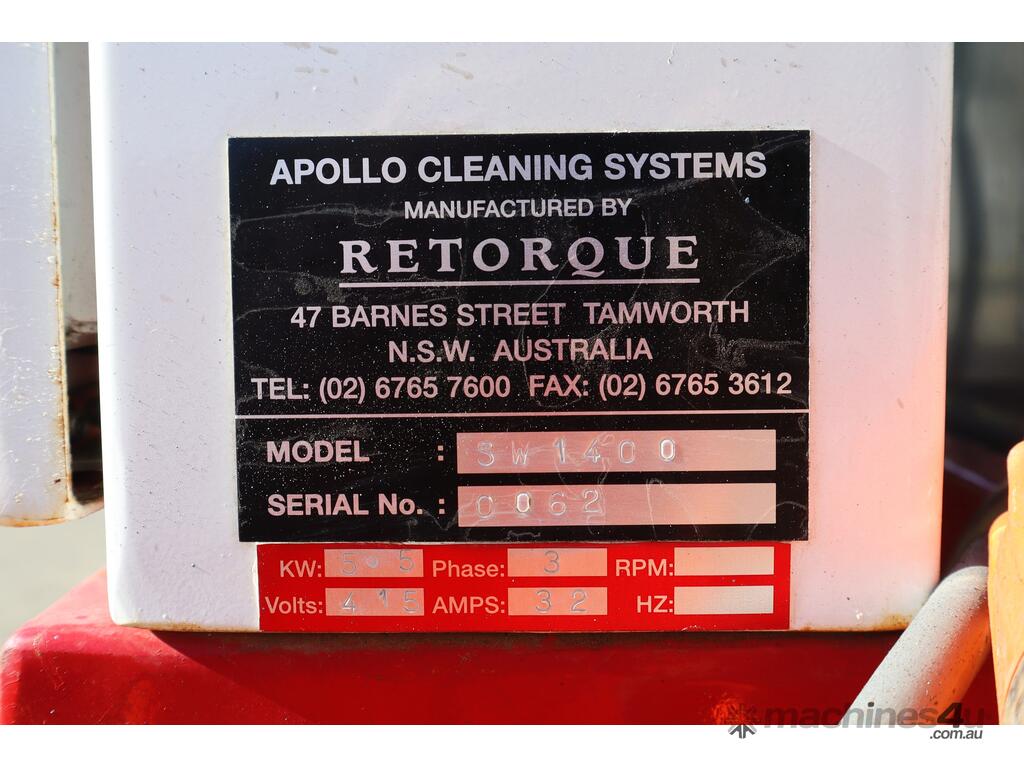 APOLLO CLEANING SYSTEMS
MANUFACTURED BY
RETORQUE
47 BARNES STREET TAMWORTH
N.S.W. AUSTRALIA
TEL: (02) 6765 7600 FAX: (02) 6765 3612
MODEL : SW1400
SERIAL No. : 0062
KW: 5.5 Phase: 3 RPM:
Volts: 415 AMPS: 32 HZ:
machines4u
.com.au